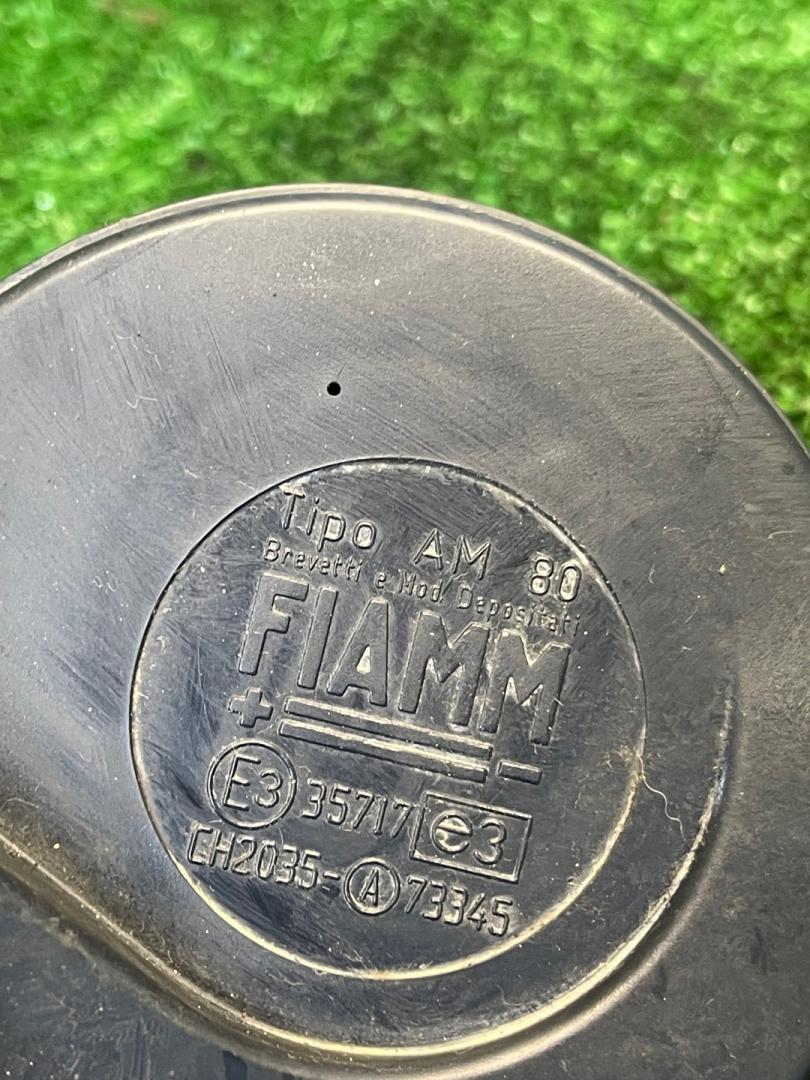 Tipo AM 80
Brevetti e Mod. Depositati
FIAMM
+ -
E3 35717 e3
CH2035-A 73345